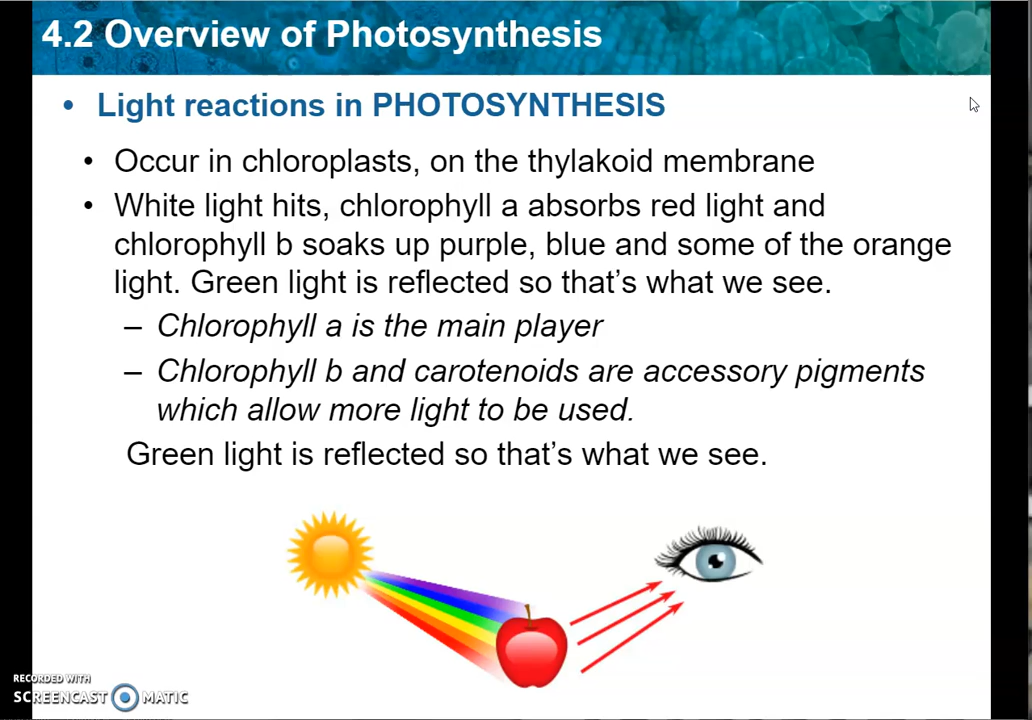 4.2 Overview of Photosynthesis
• Light reactions in PHOTOSYNTHESIS
• Occur in chloroplasts, on the thylakoid membrane
• White light hits, chlorophyll a absorbs red light and
chlorophyll b soaks up purple, blue and some of the orange
light. Green light is reflected so that’s what we see.
– Chlorophyll a is the main player
– Chlorophyll b and carotenoids are accessory pigments
which allow more light to be used.
Green light is reflected so that’s what we see.
RECORDED WITH
SCREENCAST MATIC